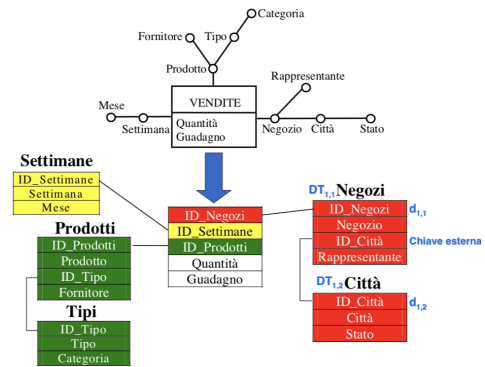 Categoria
Fornitore
Tipo
Prodotto
Rappresentante
Mese
VENDITE
Settimana
Quantità
Guadagno
Negozio
Città
Stato
Settimane
ID_Settimane
Settimana
Mese
Prodotti
ID_Prodotti
Prodotto
ID_Tipo
Fornitore
Tipi
ID_Tipo
Tipo
Categoria
ID_Negozi
ID_Settimane
ID_Prodotti
Quantità
Guadagno
DT1,1 Negozi
ID_Negozi d1,1
Negozio
ID_Città Chiave esterna
Rappresentante
DT1,2 Città
ID_Città d1,2
Città
Stato